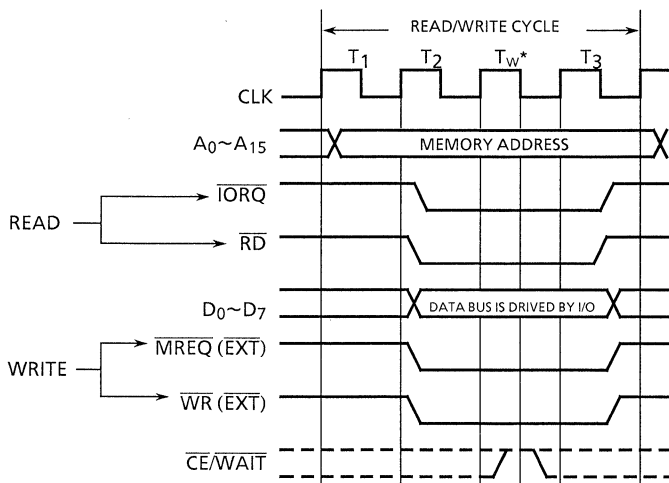 READ/WRITE CYCLE
T1 T2 TW* T3
CLK
A0~A15 MEMORY ADDRESS
IORQ
READ
RD
D0~D7 DATA BUS IS DRIVED BY I/O
MREQ (EXT)
WRITE
WR (EXT)
CE/WAIT